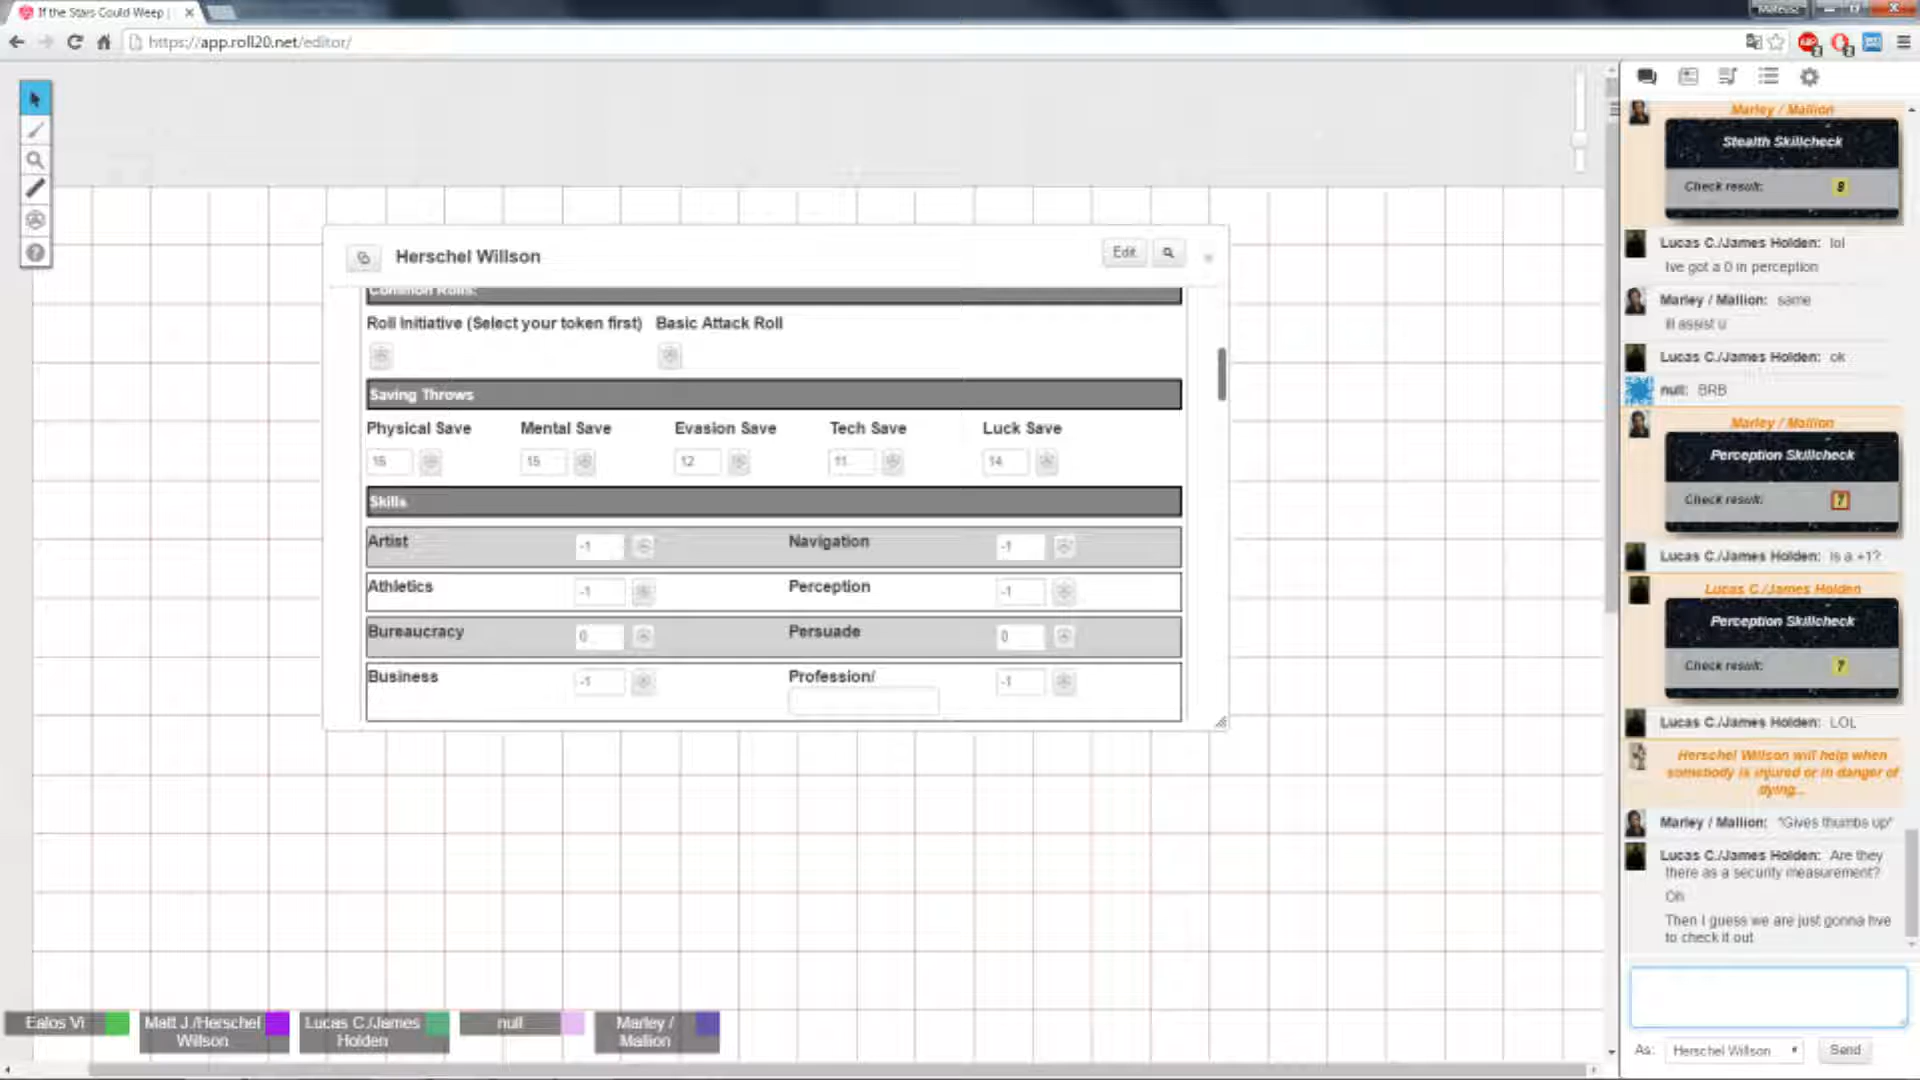 If the Stars Could Weep |
Mateusz
https://app.roll20.net/editor/
ABP
Herschel Willson
Edit
Common Rolls:
Roll Initiative (Select your token first) Basic Attack Roll
Saving Throws
Physical Save Mental Save Evasion Save Tech Save Luck Save
16 15 12 11 14
Skills
Artist -1 Navigation -1
Athletics -1 Perception -1
Bureaucracy 0 Persuade 0
Business -1 Profession/ -1
Marley / Mallion
Stealth Skillcheck
Check result: 8
Lucas C./James Holden: lol
Ive got a 0 in perception
Marley / Mallion: same
ill assist u
Lucas C./James Holden: ok
null: BRB
Marley / Mallion
Perception Skillcheck
Check result: 7
Lucas C./James Holden: Is a +1?
Lucas C./James Holden
Perception Skillcheck
Check result: 7
Lucas C./James Holden: LOL
Herschel Willson will help when
somebody is injured or in danger of
dying...
Marley / Mallion: "Gives thumbs up"
Lucas C./James Holden: Are they
there as a security measurement?
Oh
Then I guess we are just gonna hve
to check it out
As: Herschel Willson Send
Ealos Vi
Matt J./Herschel
Willson
Lucas C./James
Holden
null
Marley /
Mallion